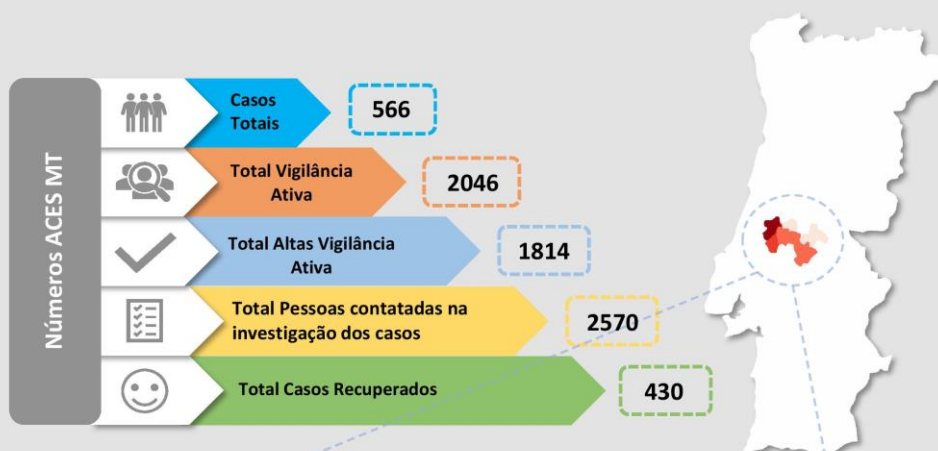 Números ACES MT
Casos
Totais
566
Total Vigilância
Ativa
2046
Total Altas Vigilância
Ativa
1814
Total Pessoas contatadas na
investigação dos casos
2570
Total Casos Recuperados
430